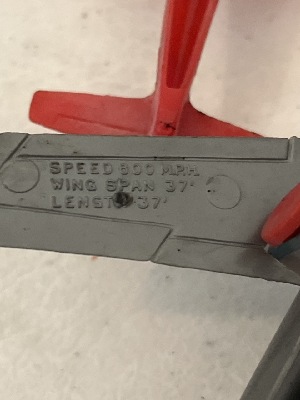 SPEED 600 M.P.H.
WING SPAN 37'
LENGTH 37'